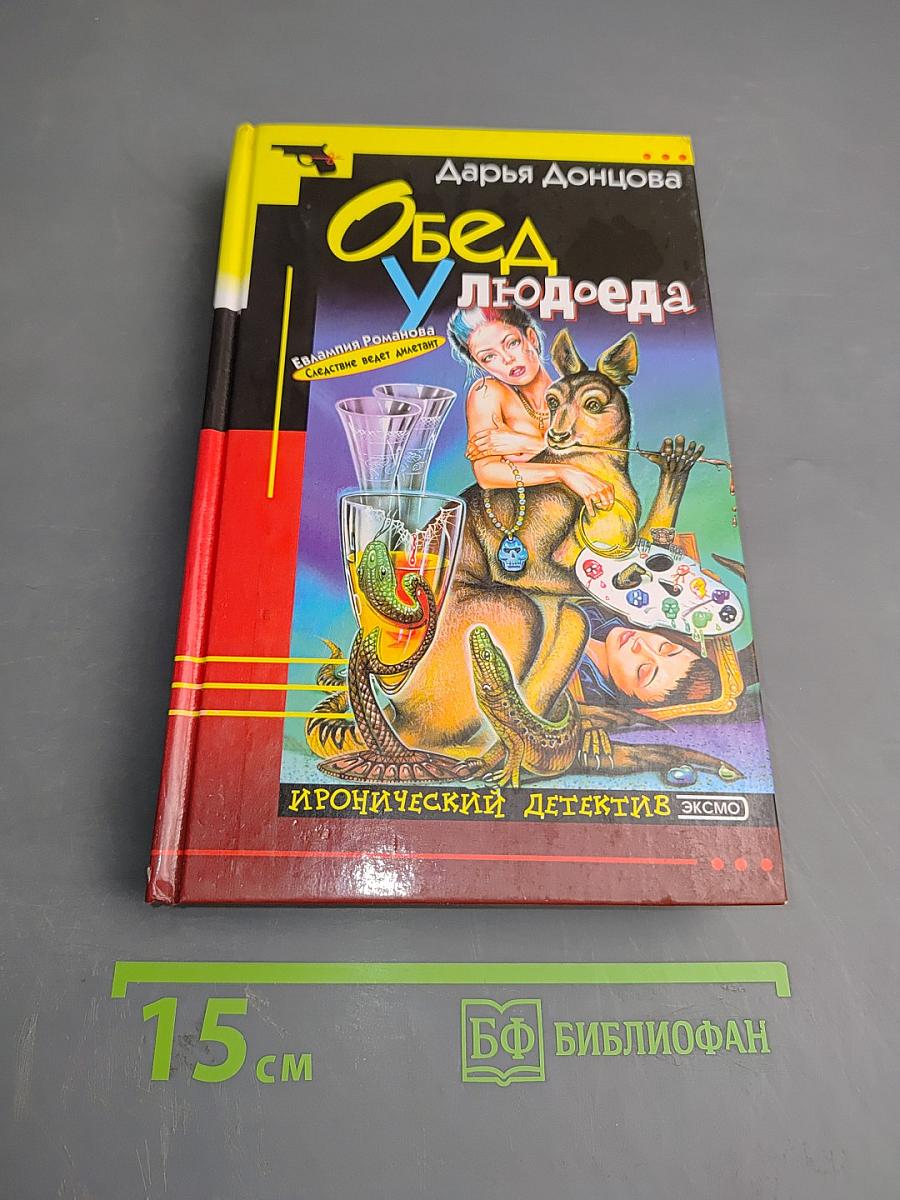 Дарья Донцова
Обед
у людоеда
Евлампия Романова
Следствие ведет дилетант
ИРОНИЧЕСКИЙ ДЕТЕКТИВ
ЭКСМО
15 см
БФ БИБЛИОФАН